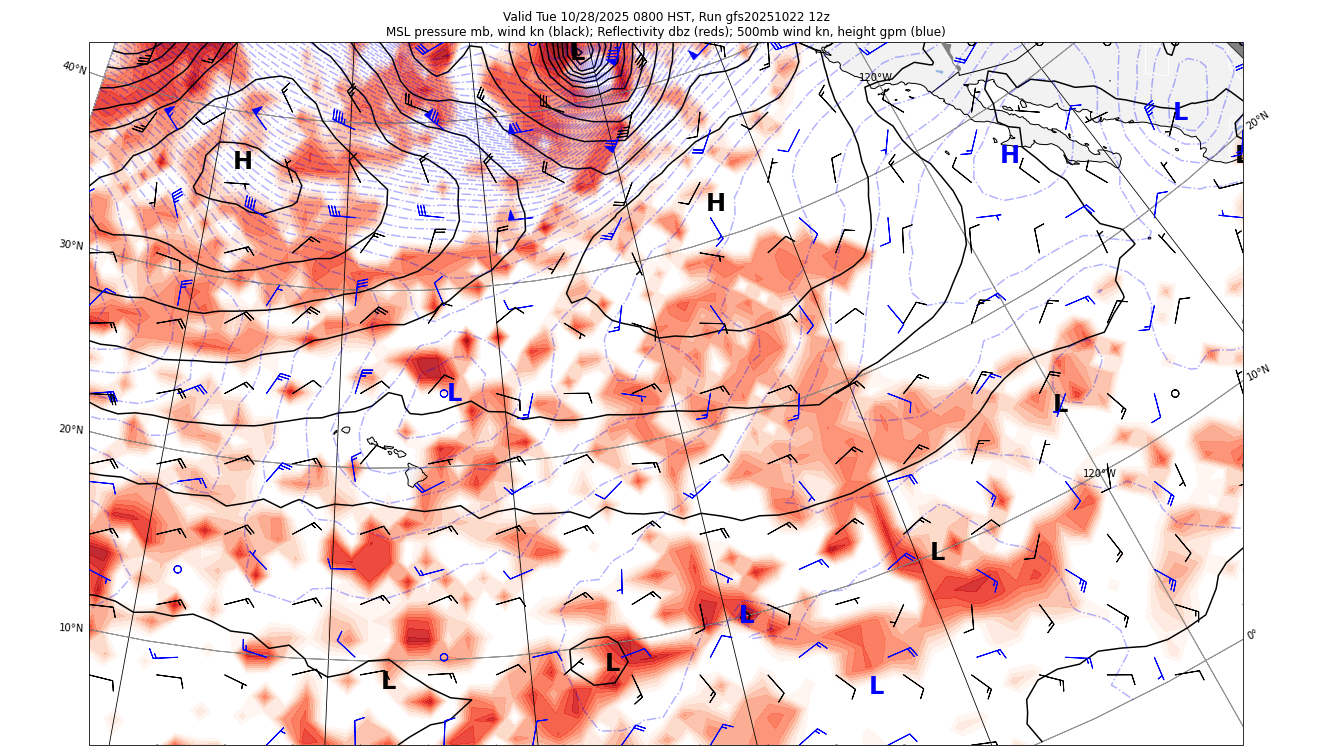 Valid Tue 10/28/2025 0800 HST, Run gfs20251022 12z
MSL pressure mb, wind kn (black); Reflectivity dbz (reds); 500mb wind kn, height gpm (blue)
L
40°N
120°W
L
20°N
H
H
L
H
30°N
10°N
L
L
20°N
120°W
L
L
10°N
0°
L
L
L